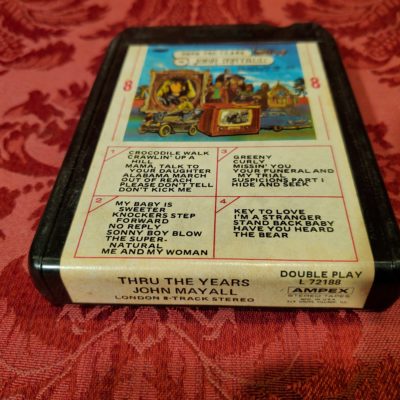 THRU THE YEARS
JOHN MAYALL
8
8
1
CROCODILE WALK
CRAWLIN' UP A
HILL
MAMA, TALK TO
YOUR DAUGHTER
ALABAMA MARCH
OUT OF REACH
PLEASE DON'T TELL
DON'T KICK ME
3
GREENY
CURLY
MISSIN' YOU
YOUR FUNERAL AND
MY TRIAL
PART 1
HIDE AND SEEK
2
MY BABY IS
SWEETER
KNOCKERS STEP
FORWARD
NO REPLY
SONNY BOY BLOW
THE SUPER-
NATURAL
ME AND MY WOMAN
4
KEY TO LOVE
I'M A STRANGER
STAND BACK BABY
HAVE YOU HEARD
THE BEAR
THRU THE YEARS
JOHN MAYALL
LONDON 8-TRACK STEREO
DOUBLE PLAY
L 72188
AMPEX
STEREO TAPES